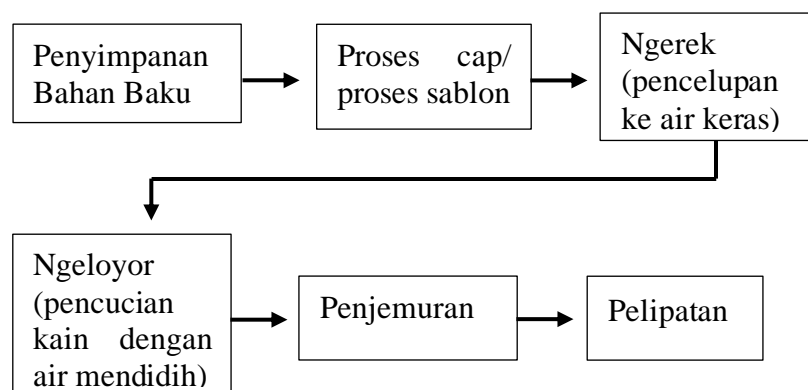 Penyimpanan
Bahan Baku
Proses cap/
proses sablon
Ngerek
(pencelupan
ke air keras)
Ngeloyor
(pencucian
kain dengan
air mendidih)
Penjemuran
Pelipatan